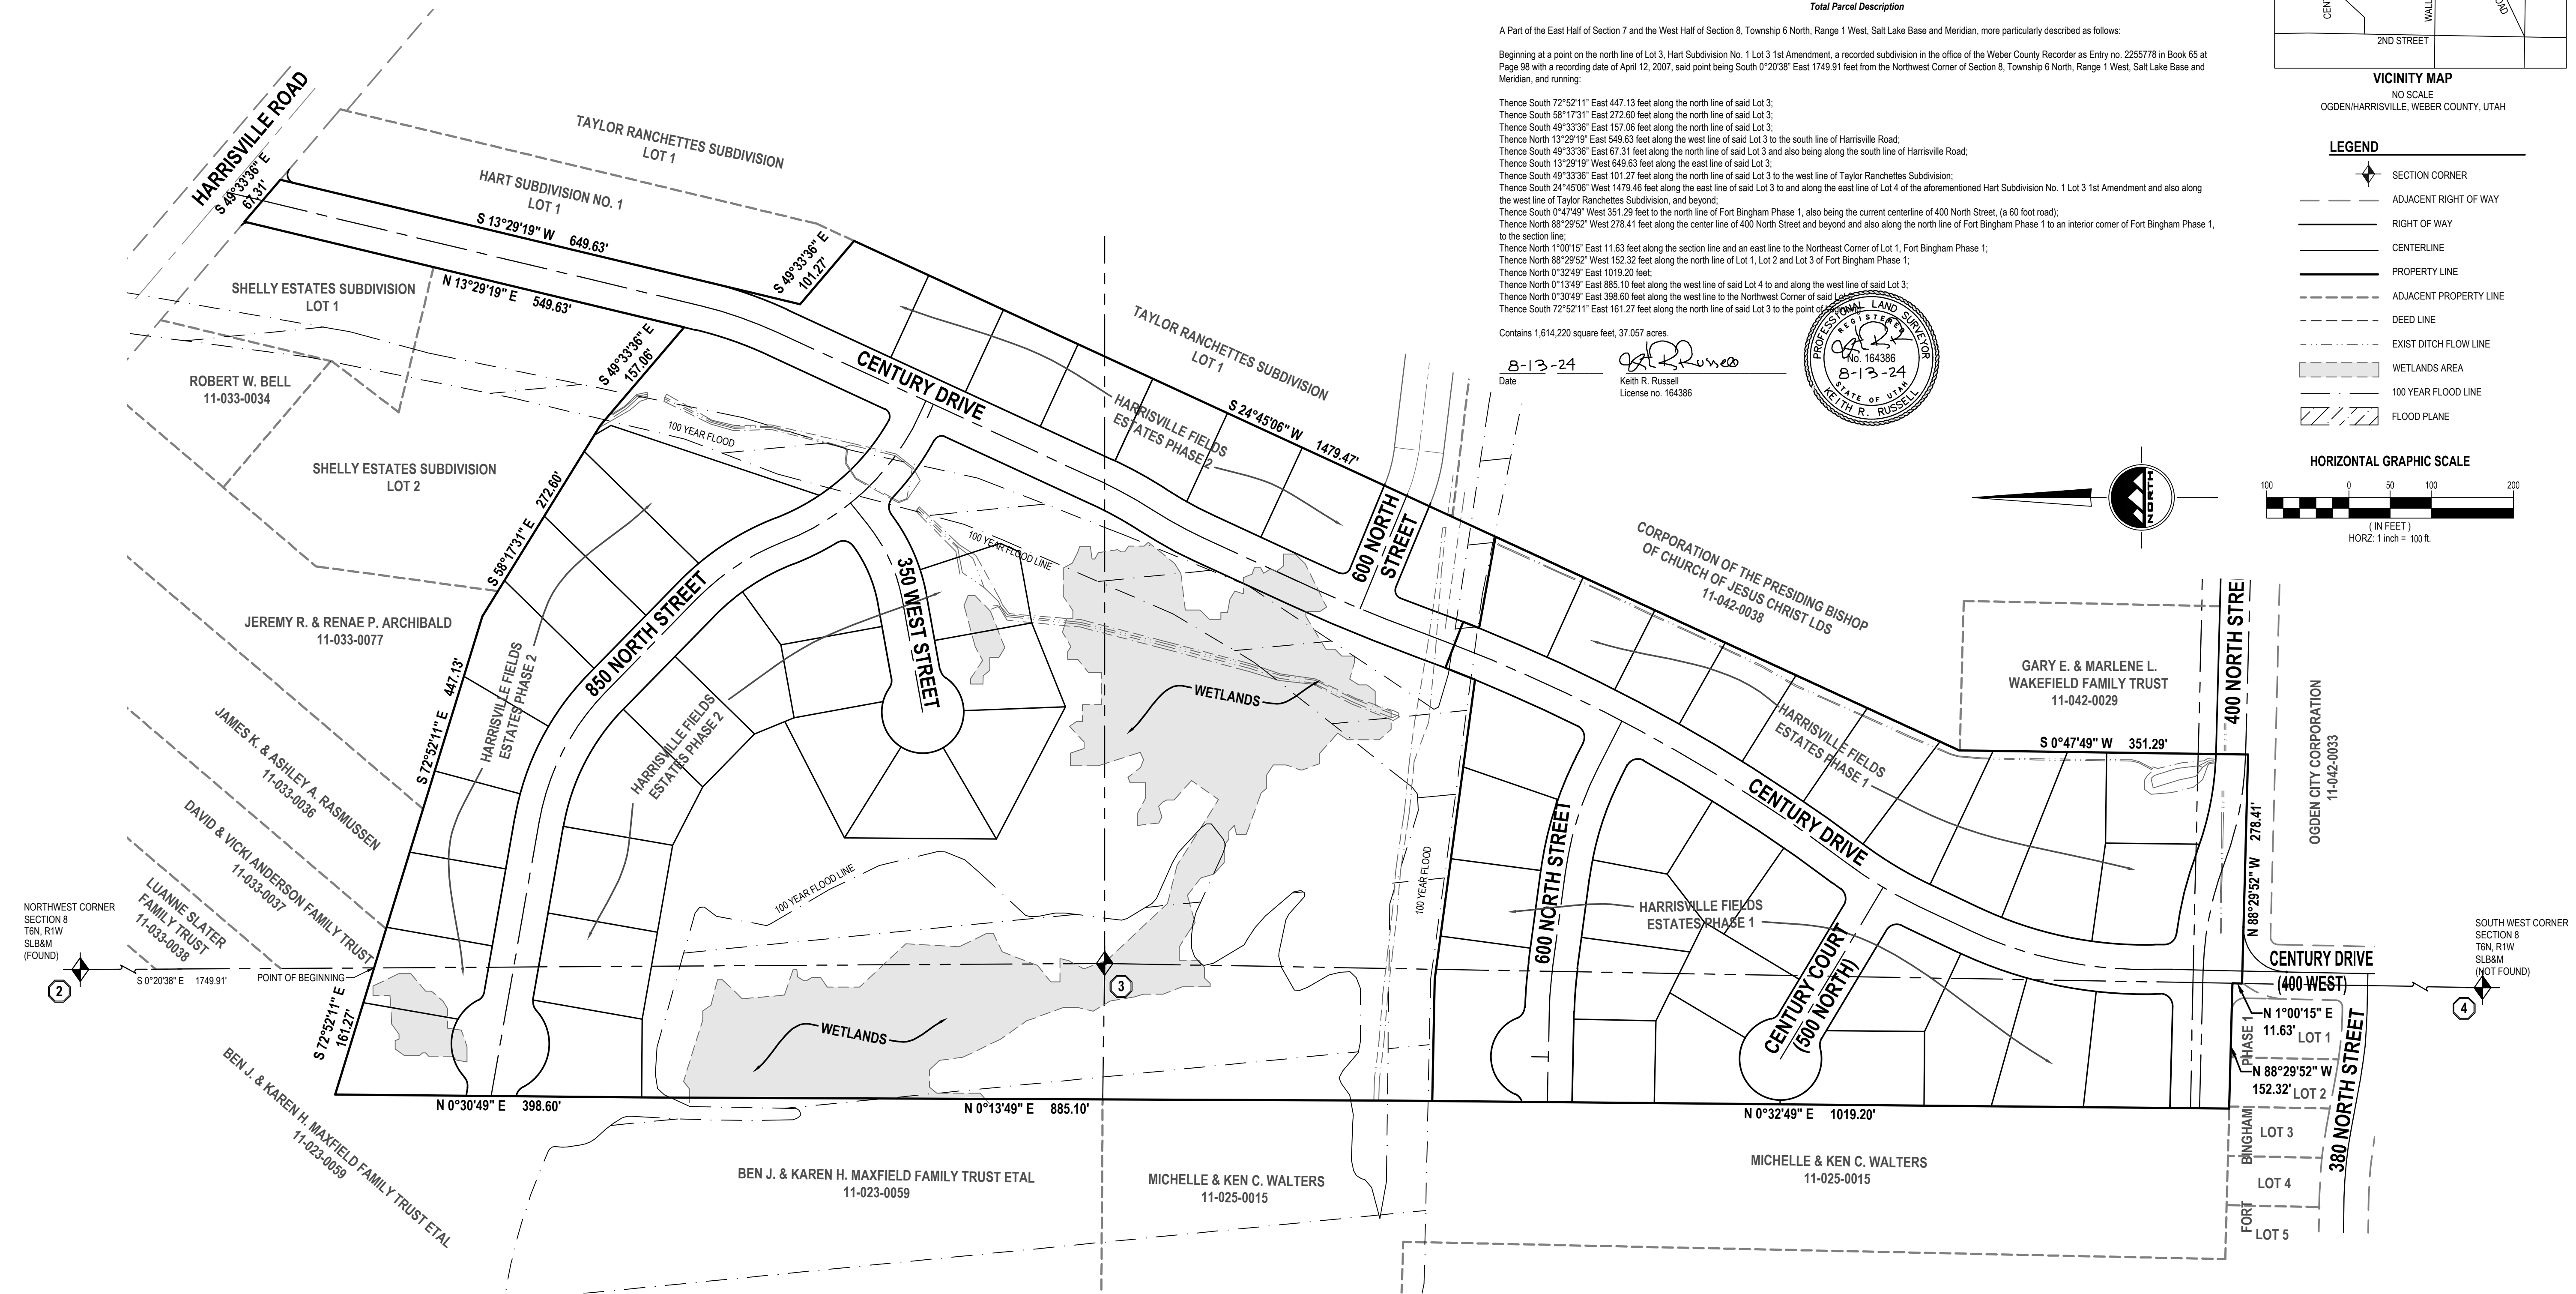 Total Parcel Description
A Part of the East Half of Section 7 and the West Half of Section 8, Township 6 North, Range 1 West, Salt Lake Base and Meridian, more particularly described as follows:
Beginning at a point on the north line of Lot 3, Hart Subdivision No. 1 Lot 3 1st Amendment, a recorded subdivision in the office of the Weber County Recorder as Entry no. 2255778 in Book 65 at
Page 98 with a recording date of April 12, 2007, said point being South 0°20'38" East 1749.91 feet from the Northwest Corner of Section 8, Township 6 North, Range 1 West, Salt Lake Base and
Meridian, and running:
Thence South 72°52'11" East 447.13 feet along the north line of said Lot 3;
Thence South 58°17'31" East 272.60 feet along the north line of said Lot 3;
Thence South 49°33'36" East 157.06 feet along the north line of said Lot 3;
Thence North 13°29'19" East 549.63 feet along the west line of said Lot 3 to the south line of Harrisville Road;
Thence South 49°33'36" East 67.31 feet along the north line of said Lot 3 and also being along the south line of Harrisville Road;
Thence South 13°29'19" West 649.63 feet along the east line of said Lot 3;
Thence South 49°33'36" East 101.27 feet along the north line of said Lot 3 to the west line of Taylor Ranchettes Subdivision;
Thence South 24°45'06" West 1479.46 feet along the east line of said Lot 3 to and along the east line of Lot 4 of the aforementioned Hart Subdivision No. 1 Lot 3 1st Amendment and also along
the west line of Taylor Ranchettes Subdivision, and beyond;
Thence South 0°47'49" West 351.29 feet to the north line of Fort Bingham Phase 1, also being the current centerline of 400 North Street, (a 60 foot road);
Thence North 88°29'52" West 278.41 feet along the center line of 400 North Street and beyond and also along the north line of Fort Bingham Phase 1 to an interior corner of Fort Bingham Phase 1,
to the section line;
Thence North 1°00'15" East 11.63 feet along the section line and an east line to the Northeast Corner of Lot 1, Fort Bingham Phase 1;
Thence North 88°29'52" West 152.32 feet along the north line of Lot 1, Lot 2 and Lot 3 of Fort Bingham Phase 1;
Thence North 0°32'49" East 1019.20 feet;
Thence North 0°13'49" East 885.10 feet along the west line of said Lot 4 to and along the west line of said Lot 3;
Thence North 0°30'49" East 398.60 feet along the west line to the Northwest Corner of said
Thence South 72°52'11" East 161.27 feet along the north line of said Lot 3 to the point of
Contains 1,614,220 square feet, 37.057 acres.
8-13-24
Date
Keith R. Russell
License no. 164386
PROFESSIONAL LAND SURVEYOR
REGISTERED
No. 164386
8-13-24
KEITH R. RUSSELL
STATE OF UTAH
WALL
2ND STREET
VICINITY MAP
NO SCALE
OGDEN/HARRISVILLE, WEBER COUNTY, UTAH
LEGEND
SECTION CORNER
ADJACENT RIGHT OF WAY
RIGHT OF WAY
CENTERLINE
PROPERTY LINE
ADJACENT PROPERTY LINE
DEED LINE
EXIST DITCH FLOW LINE
WETLANDS AREA
100 YEAR FLOOD LINE
FLOOD PLANE
NORTH
HORIZONTAL GRAPHIC SCALE
100 0 50 100 200
( IN FEET )
HORZ: 1 inch = 100 ft.
HARRISVILLE ROAD
S 49°33'36" E
67.31'
TAYLOR RANCHETTES SUBDIVISION
LOT 1
HART SUBDIVISION NO. 1
LOT 1
S 13°29'19" W 649.63'
S 49°33'36" E
101.27'
N 13°29'19" E 549.63'
SHELLY ESTATES SUBDIVISION
LOT 1
ROBERT W. BELL
11-033-0034
S 49°33'36" E
157.06'
SHELLY ESTATES SUBDIVISION
LOT 2
100 YEAR FLOOD
CENTURY DRIVE
HARRISVILLE FIELDS
ESTATES PHASE 2
TAYLOR RANCHETTES SUBDIVISION
LOT 1
S 24°45'06" W 1479.47'
600 NORTH
STREET
S 58°17'31" E 272.60'
JEREMY R. & RENAE P. ARCHIBALD
11-033-0077
850 NORTH STREET
350 WEST STREET
100 YEAR FLOOD LINE
WETLANDS
CORPORATION OF THE PRESIDING BISHOP
OF CHURCH OF JESUS CHRIST LDS
11-042-0038
GARY E. & MARLENE L.
WAKEFIELD FAMILY TRUST
11-042-0029
400 NORTH STRE
OGDEN CITY CORPORATION
11-042-0033
S 0°47'49" W 351.29'
S 72°52'11" E 447.13'
HARRISVILLE FIELDS
ESTATES PHASE 2
HARRISVILLE FIELDS
ESTATES PHASE 2
JAMES K. & ASHLEY A. RASMUSSEN
11-033-0036
DAVID & VICKI ANDERSON FAMILY TRUST
11-033-0037
LUANNE SLATER
FAMILY TRUST
11-033-0038
HARRISVILLE FIELDS
ESTATES PHASE 1
CENTURY DRIVE
600 NORTH STREET
N 88°29'52" W 278.41'
100 YEAR FLOOD LINE
100 YEAR FLOOD
HARRISVILLE FIELDS
ESTATES PHASE 1
NORTHWEST CORNER
SECTION 8
T6N, R1W
SLB&M
(FOUND)
2
S 0°20'38" E 1749.91'
POINT OF BEGINNING
3
CENTURY COURT
(500 NORTH)
CENTURY DRIVE
(400 WEST)
SOUTH WEST CORNER
SECTION 8
T6N, R1W
SLB&M
(NOT FOUND)
4
S 72°52'11" E
161.27'
WETLANDS
N 1°00'15" E
11.63'
LOT 1
N 88°29'52" W
152.32'
LOT 2
LOT 3
LOT 4
LOT 5
FORT BINGHAM PHASE 1
380 NORTH STREET
N 0°30'49" E 398.60'
N 0°13'49" E 885.10'
N 0°32'49" E 1019.20'
BEN J. & KAREN H. MAXFIELD FAMILY TRUST ETAL
11-023-0059
BEN J. & KAREN H. MAXFIELD FAMILY TRUST ETAL
11-023-0059
MICHELLE & KEN C. WALTERS
11-025-0015
MICHELLE & KEN C. WALTERS
11-025-0015